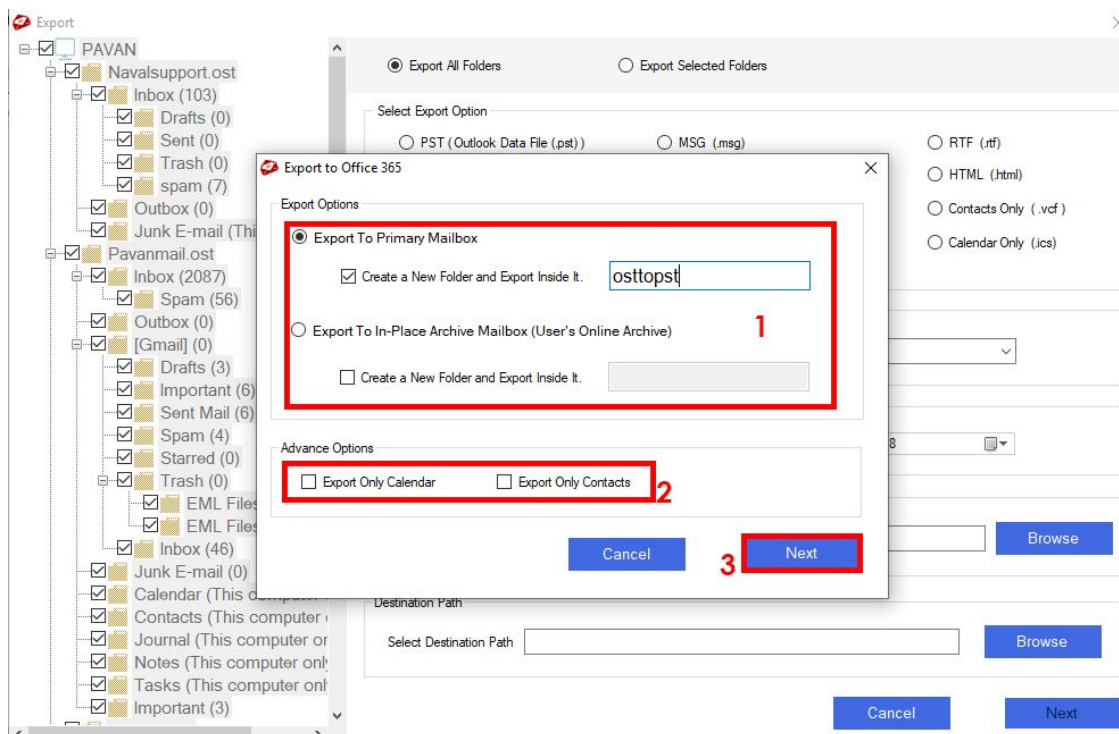 Export
PAVAN
Navalsupport.ost
Inbox (103)
Drafts (0)
Sent (0)
Trash (0)
spam (7)
Outbox (0)
Junk E-mail (Thi
Pavanmail.ost
Inbox (2087)
Spam (56)
Outbox (0)
[Gmail] (0)
Drafts (3)
Important (6)
Sent Mail (6)
Spam (4)
Starred (0)
Trash (0)
EML Files
EML Files
Inbox (46)
Junk E-mail (0)
Calendar (This
Contacts (This computer
Journal (This computer or
Notes (This computer only
Tasks (This computer onl
Important (3)
Export All Folders
Export Selected Folders
Select Export Option
PST ( Outlook Data File (.pst) )
MSG (.msg)
RTF (.rtf)
HTML (.html)
Contacts Only ( .vcf )
Calendar Only (.ics)
Export to Office 365
Export Options
Export To Primary Mailbox
Create a New Folder and Export Inside It. osttopst
Export To In-Place Archive Mailbox (User's Online Archive)
1
Create a New Folder and Export Inside It.
Advance Options
Export Only Calendar Export Only Contacts
2
Cancel
3
Next
8
Browse
Destination Path
Select Destination Path
Browse
Cancel
Next